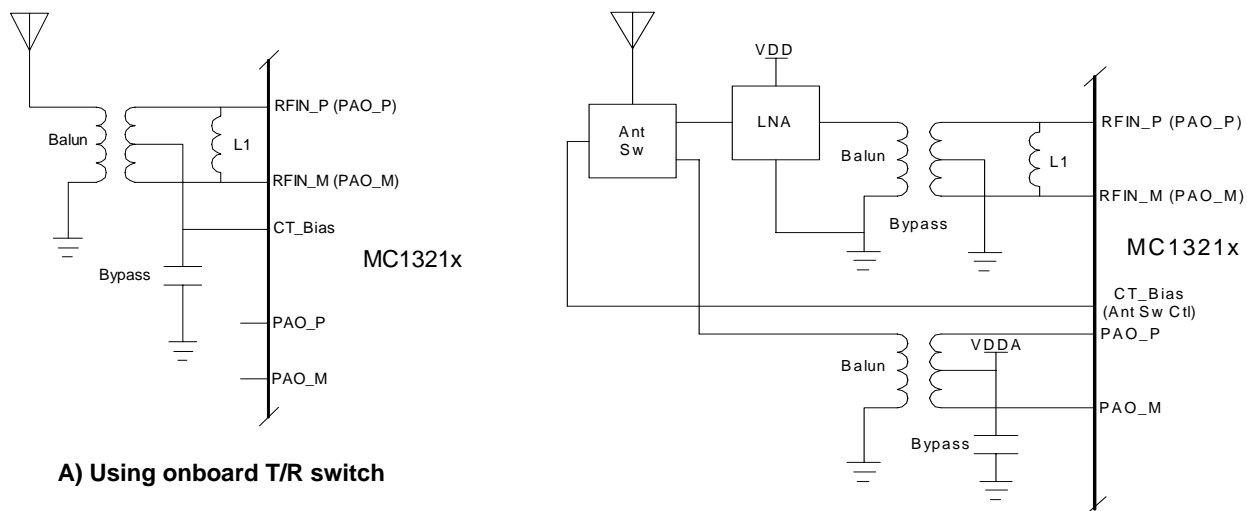 RFIN_P (PAO_P)
Balun
L1
RFIN_M (PAO_M)
CT_Bias
MC1321x
Bypass
PAO_P
PAO_M
A) Using onboard T/R switch
VDD
Ant
Sw
LNA
RFIN_P (PAO_P)
Balun
L1
RFIN_M (PAO_M)
Bypass
MC1321x
CT_Bias
(Ant Sw Ctl)
PAO_P
VDDA
Balun
PAO_M
Bypass